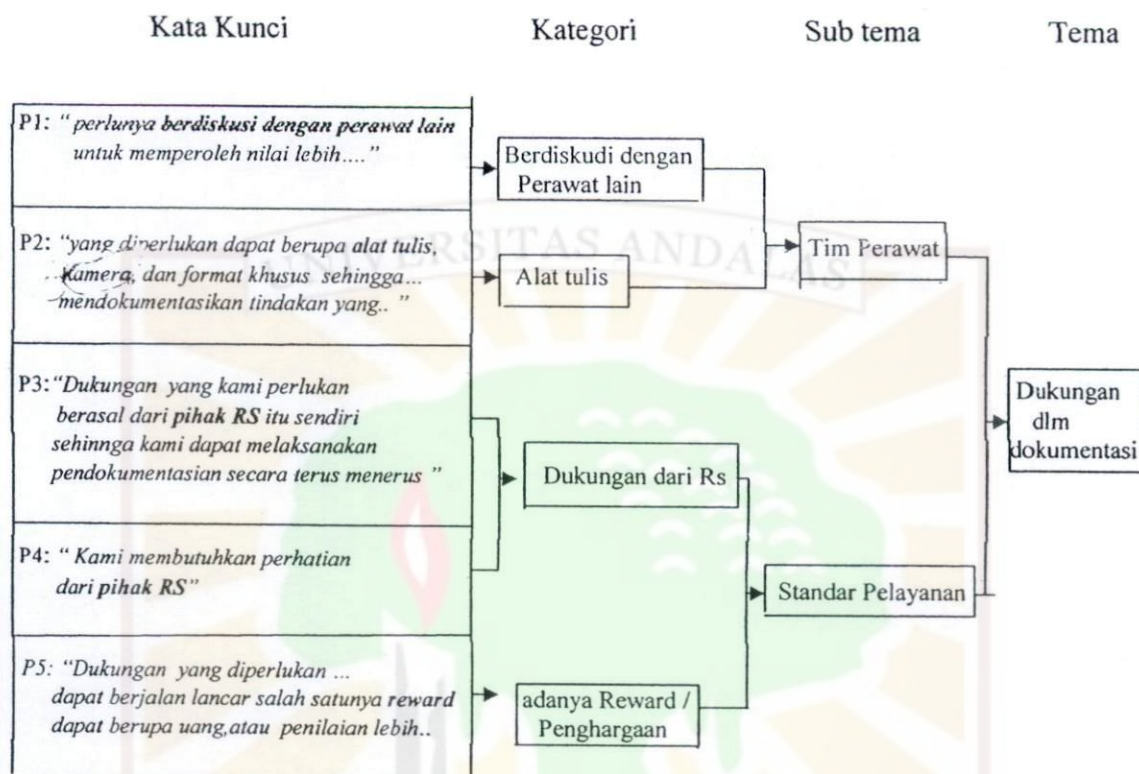 Kata Kunci
Kategori
Sub tema
Tema
P1: “ perlunya berdiskusi dengan perawat lain
untuk memperoleh nilai lebih....”
Berdiskudi dengan
Perawat lain
P2: “yang diperlukan dapat berupa alat tulis,
Kamera, dan format khusus sehingga...
mendokumentasikan tindakan yang.. ”
Alat tulis
Tim Perawat
UNIVERSITAS ANDALAS
P3: “Dukungan yang kami perlukan
berasal dari pihak RS itu sendiri
sehinnga kami dapat melaksanakan
pendokumentasian secara terus menerus ”
Dukungan dari Rs
Dukungan
dlm
dokumentasi
P4: “ Kami membutuhkan perhatian
dari pihak RS”
Standar Pelayanan
P5: “Dukungan yang diperlukan ...
dapat berjalan lancar salah satunya reward
dapat berupa uang,atau penilaian lebih..
adanya Reward /
Penghargaan